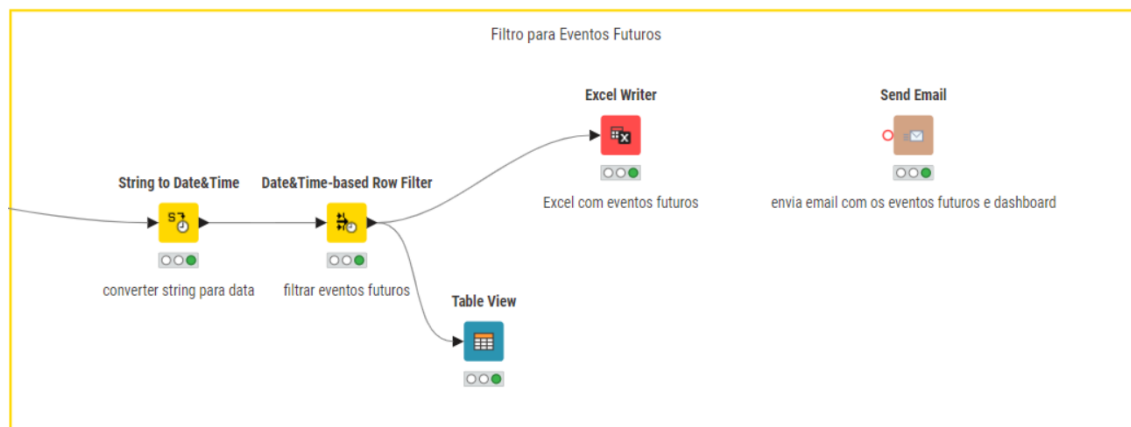 Filtro para Eventos Futuros
Excel Writer
Send Email
Excel com eventos futuros
envia email com os eventos futuros e dashboard
String to Date&Time
Date&Time-based Row Filter
converter string para data
filtrar eventos futuros
Table View